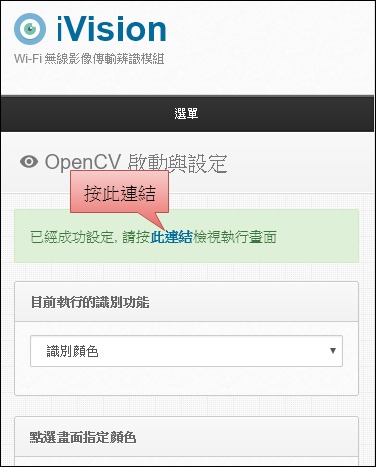 iVision
Wi-Fi 無線影像傳輸辨識模組
選單
OpenCV 啟動與設定
按此連結
已經成功設定, 請按此連結檢視執行畫面
目前執行的識別功能
識別顏色
點選畫面指定顏色